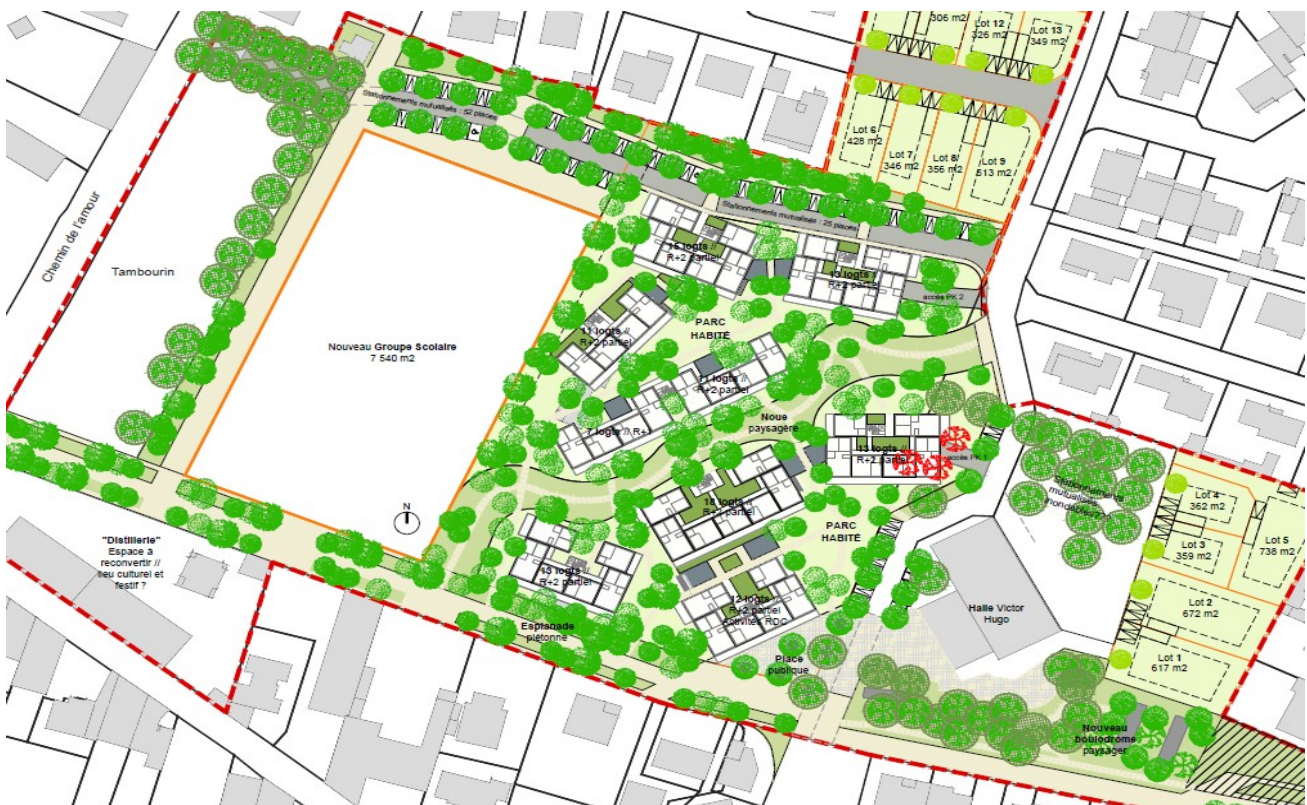 306 m2
Lot 12
326 m2
Lot 13
349 m2
Stationnements mutualisés : 52 places
Lot 6
428 m2
Lot 7
346 m2
Lot 8
356 m2
Lot 9
513 m2
Chemin de l'amour
Tambourin
Stationnements mutualisés : 25 places
15 logts //
R+2 partiel
13 logts //
R+2 partiel
accès PK 2
Nouveau Groupe Scolaire
7 540 m2
11 logts //
R+2 partiel
PARC
HABITÉ
11 logts //
R+2 partiel
7 logts // R+1
Noue
paysagère
13 logts //
R+2 partiel
accès PK 1
Stationnements
mutualisés
inondables
Lot 4
362 m2
Lot 3
359 m2
Lot 5
738 m2
Lot 2
672 m2
Lot 1
617 m2
18 logts //
R+2 partiel
PARC
HABITÉ
N
"Distillerie"
Espace à
reconvertir //
lieu culturel et
festif ?
13 logts //
R+2 partiel
12 logts //
R+2 partiel
Activités RDC
Halle Victor
Hugo
Esplanade
piétonne
Place
publique
Nouveau
boulodrome
paysager